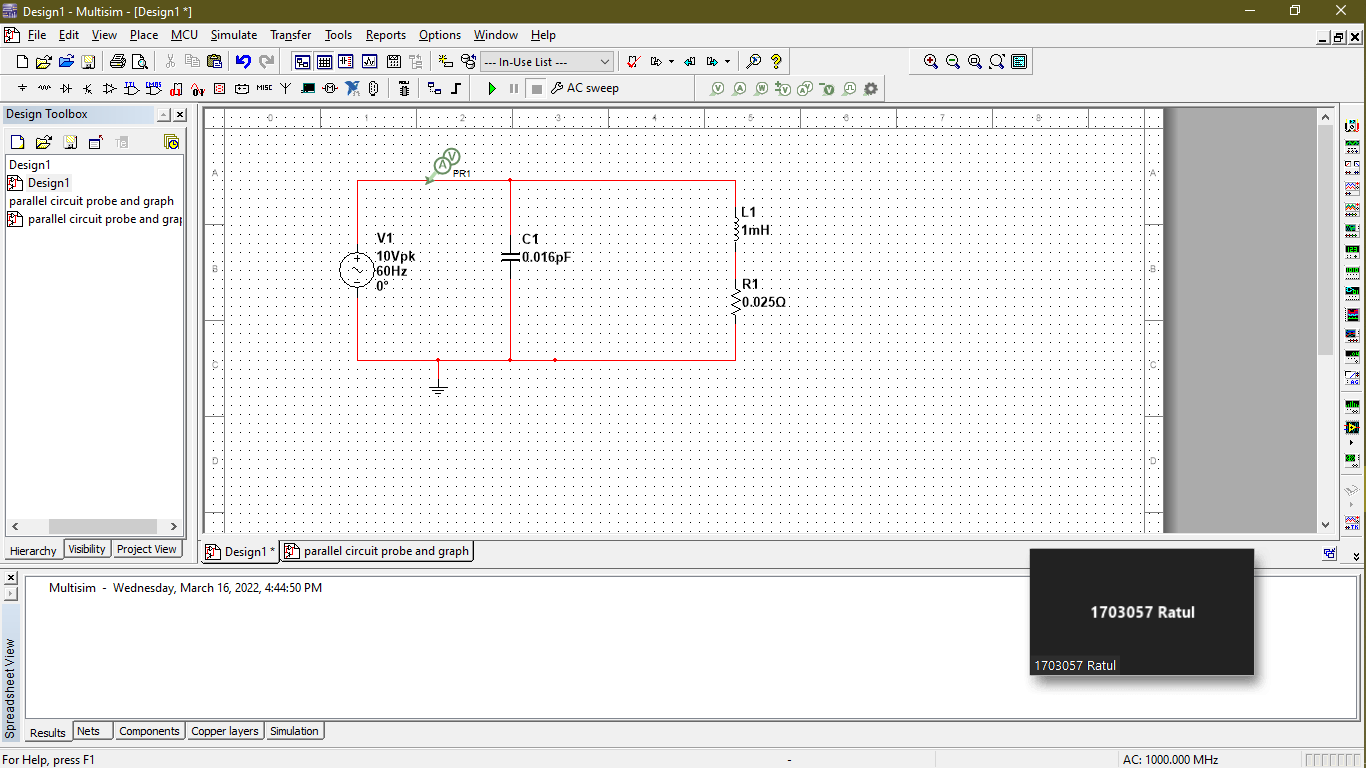 Design1 - Multisim - [Design1 *]
File Edit View Place MCU Simulate Transfer Tools Reports Options Window Help
--- In-Use List ---
MISC
AC sweep
Design Toolbox
Design1
Design1
parallel circuit probe and graph
parallel circuit probe and gra
0 1 2 3 4 5 6 7 8
A
B
C
D
V A
PR1
V1
10Vpk
60Hz
0°
C1
0.016pF
L1
1mH
R1
0.025Ω
A
B
C
D
Hierarchy Visibility Project View
Design1 * parallel circuit probe and graph
Multisim - Wednesday, March 16, 2022, 4:44:50 PM
1703057 Ratul
1703057 Ratul
Spreadsheet View
Results Nets Components Copper layers Simulation
For Help, press F1 - AC: 1000.000 MHz